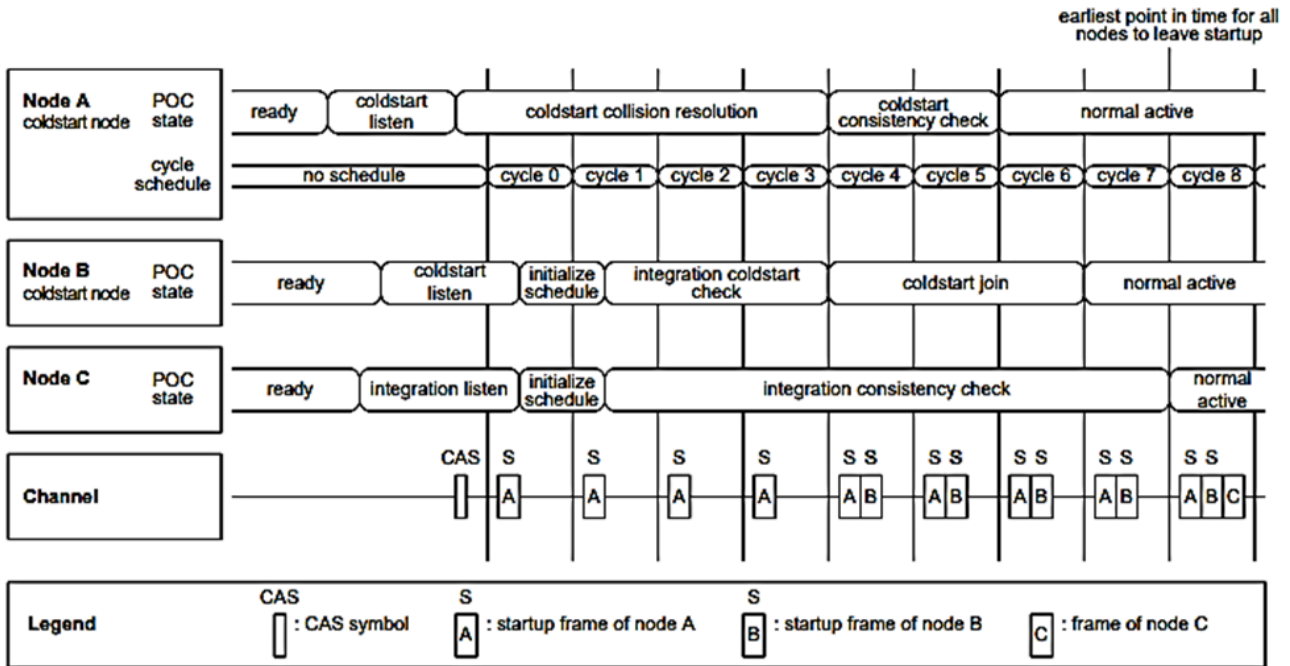 earliest point in time for all
nodes to leave startup
Node A POC
coldstart node state
ready
coldstart
listen
coldstart collision resolution
coldstart
consistency check
normal active
cycle
schedule
no schedule
cycle 0
cycle 1
cycle 2
cycle 3
cycle 4
cycle 5
cycle 6
cycle 7
cycle 8
Node B POC
coldstart node state
ready
coldstart
listen
initialize
schedule
integration coldstart
check
coldstart join
normal active
Node C POC
state
ready
integration listen
initialize
schedule
integration consistency check
normal
active
CAS S S S S S S S S S S S S S S
Channel
A A A A A B A B A B A B A B C
Legend
CAS
: CAS symbol
S
A : startup frame of node A
S
B : startup frame of node B
C : frame of node C